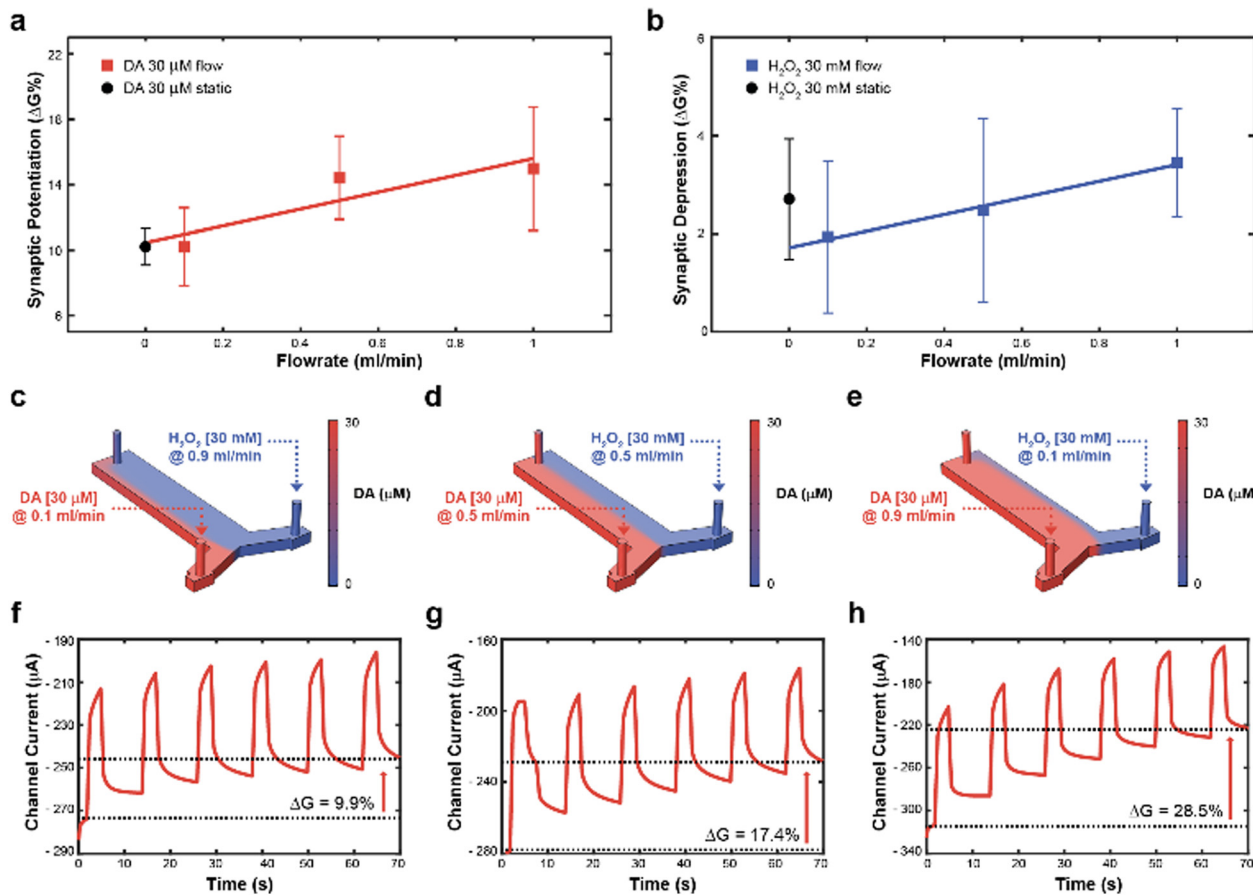 a
Synaptic Potentiation (ΔG%)
22
18
14
10
6
DA 30 μM flow
DA 30 μM static
0
0.2
0.4
0.6
0.8
1
Flowrate (ml/min)
b
Synaptic Depression (ΔG%)
6
4
2
0
H₂O₂ 30 mM flow
H₂O₂ 30 mM static
0
0.2
0.4
0.6
0.8
1
Flowrate (ml/min)
c
H₂O₂ [30 mM]
@ 0.9 ml/min
DA [30 μM]
@ 0.1 ml/min
30
DA (μM)
0
d
H₂O₂ [30 mM]
@ 0.5 ml/min
DA [30 μM]
@ 0.5 ml/min
30
DA (μM)
0
e
H₂O₂ [30 mM]
@ 0.1 ml/min
DA [30 μM]
@ 0.9 ml/min
30
DA (μM)
0
f
Channel Current (μA)
- 190
- 210
- 230
- 250
- 270
- 290
ΔG = 9.9%
0
10
20
30
40
50
60
70
Time (s)
g
Channel Current (μA)
- 160
- 200
- 240
- 280
ΔG = 17.4%
0
10
20
30
40
50
60
70
Time (s)
h
Channel Current (μA)
- 140
- 180
- 220
- 260
- 300
- 340
ΔG = 28.5%
0
10
20
30
40
50
60
70
Time (s)